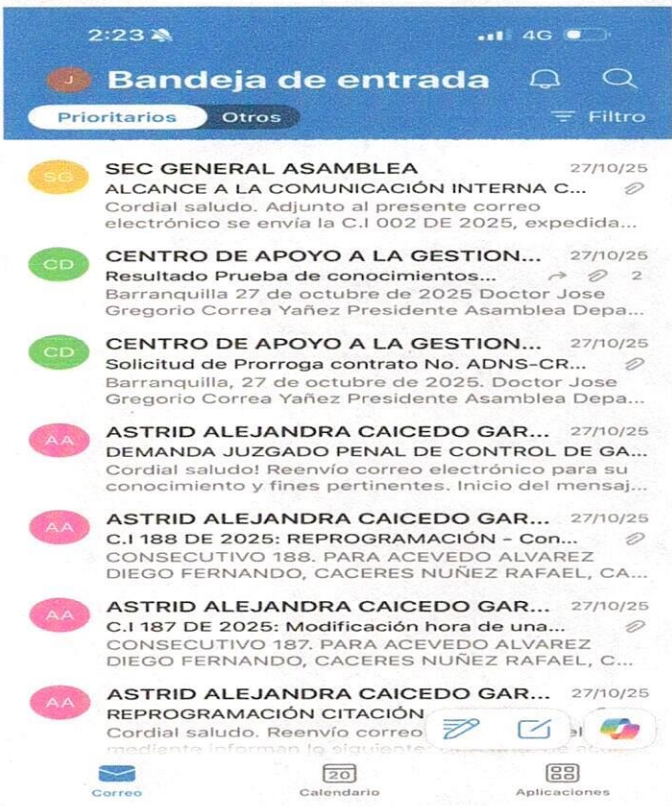 2:23
4G
J
Bandeja de entrada
Prioritarios
Otros
Filtro
SG
SEC GENERAL ASAMBLEA 27/10/25
ALCANCE A LA COMUNICACIÓN INTERNA C...
Cordial saludo. Adjunto al presente correo
electrónico se envía la C.I 002 DE 2025, expedida...
CD
CENTRO DE APOYO A LA GESTION... 27/10/25
Resultado Prueba de conocimientos... 2
Barranquilla 27 de octubre de 2025 Doctor Jose
Gregorio Correa Yañez Presidente Asamblea Depa...
CD
CENTRO DE APOYO A LA GESTION... 27/10/25
Solicitud de Prorroga contrato No. ADNS-CR...
Barranquilla, 27 de octubre de 2025. Doctor Jose
Gregorio Correa Yañez Presidente Asamblea Depa...
AA
ASTRID ALEJANDRA CAICEDO GAR... 27/10/25
DEMANDA JUZGADO PENAL DE CONTROL DE GA...
Cordial saludo! Reenvío correo electrónico para su
conocimiento y fines pertinentes. Inicio del mensaj...
AA
ASTRID ALEJANDRA CAICEDO GAR... 27/10/25
C.I 188 DE 2025: REPROGRAMACIÓN - Con...
CONSECUTIVO 188. PARA ACEVEDO ALVAREZ
DIEGO FERNANDO, CACERES NUÑEZ RAFAEL, CA...
AA
ASTRID ALEJANDRA CAICEDO GAR... 27/10/25
C.I 187 DE 2025: Modificación hora de una...
CONSECUTIVO 187. PARA ACEVEDO ALVAREZ
DIEGO FERNANDO, CACERES NUÑEZ RAFAEL, C...
AA
ASTRID ALEJANDRA CAICEDO GAR... 27/10/25
REPROGRAMACIÓN CITACIÓN
Cordial saludo. Reenvío correo el
mediante informan lo siguiente
Correo
20
Calendario
Aplicaciones